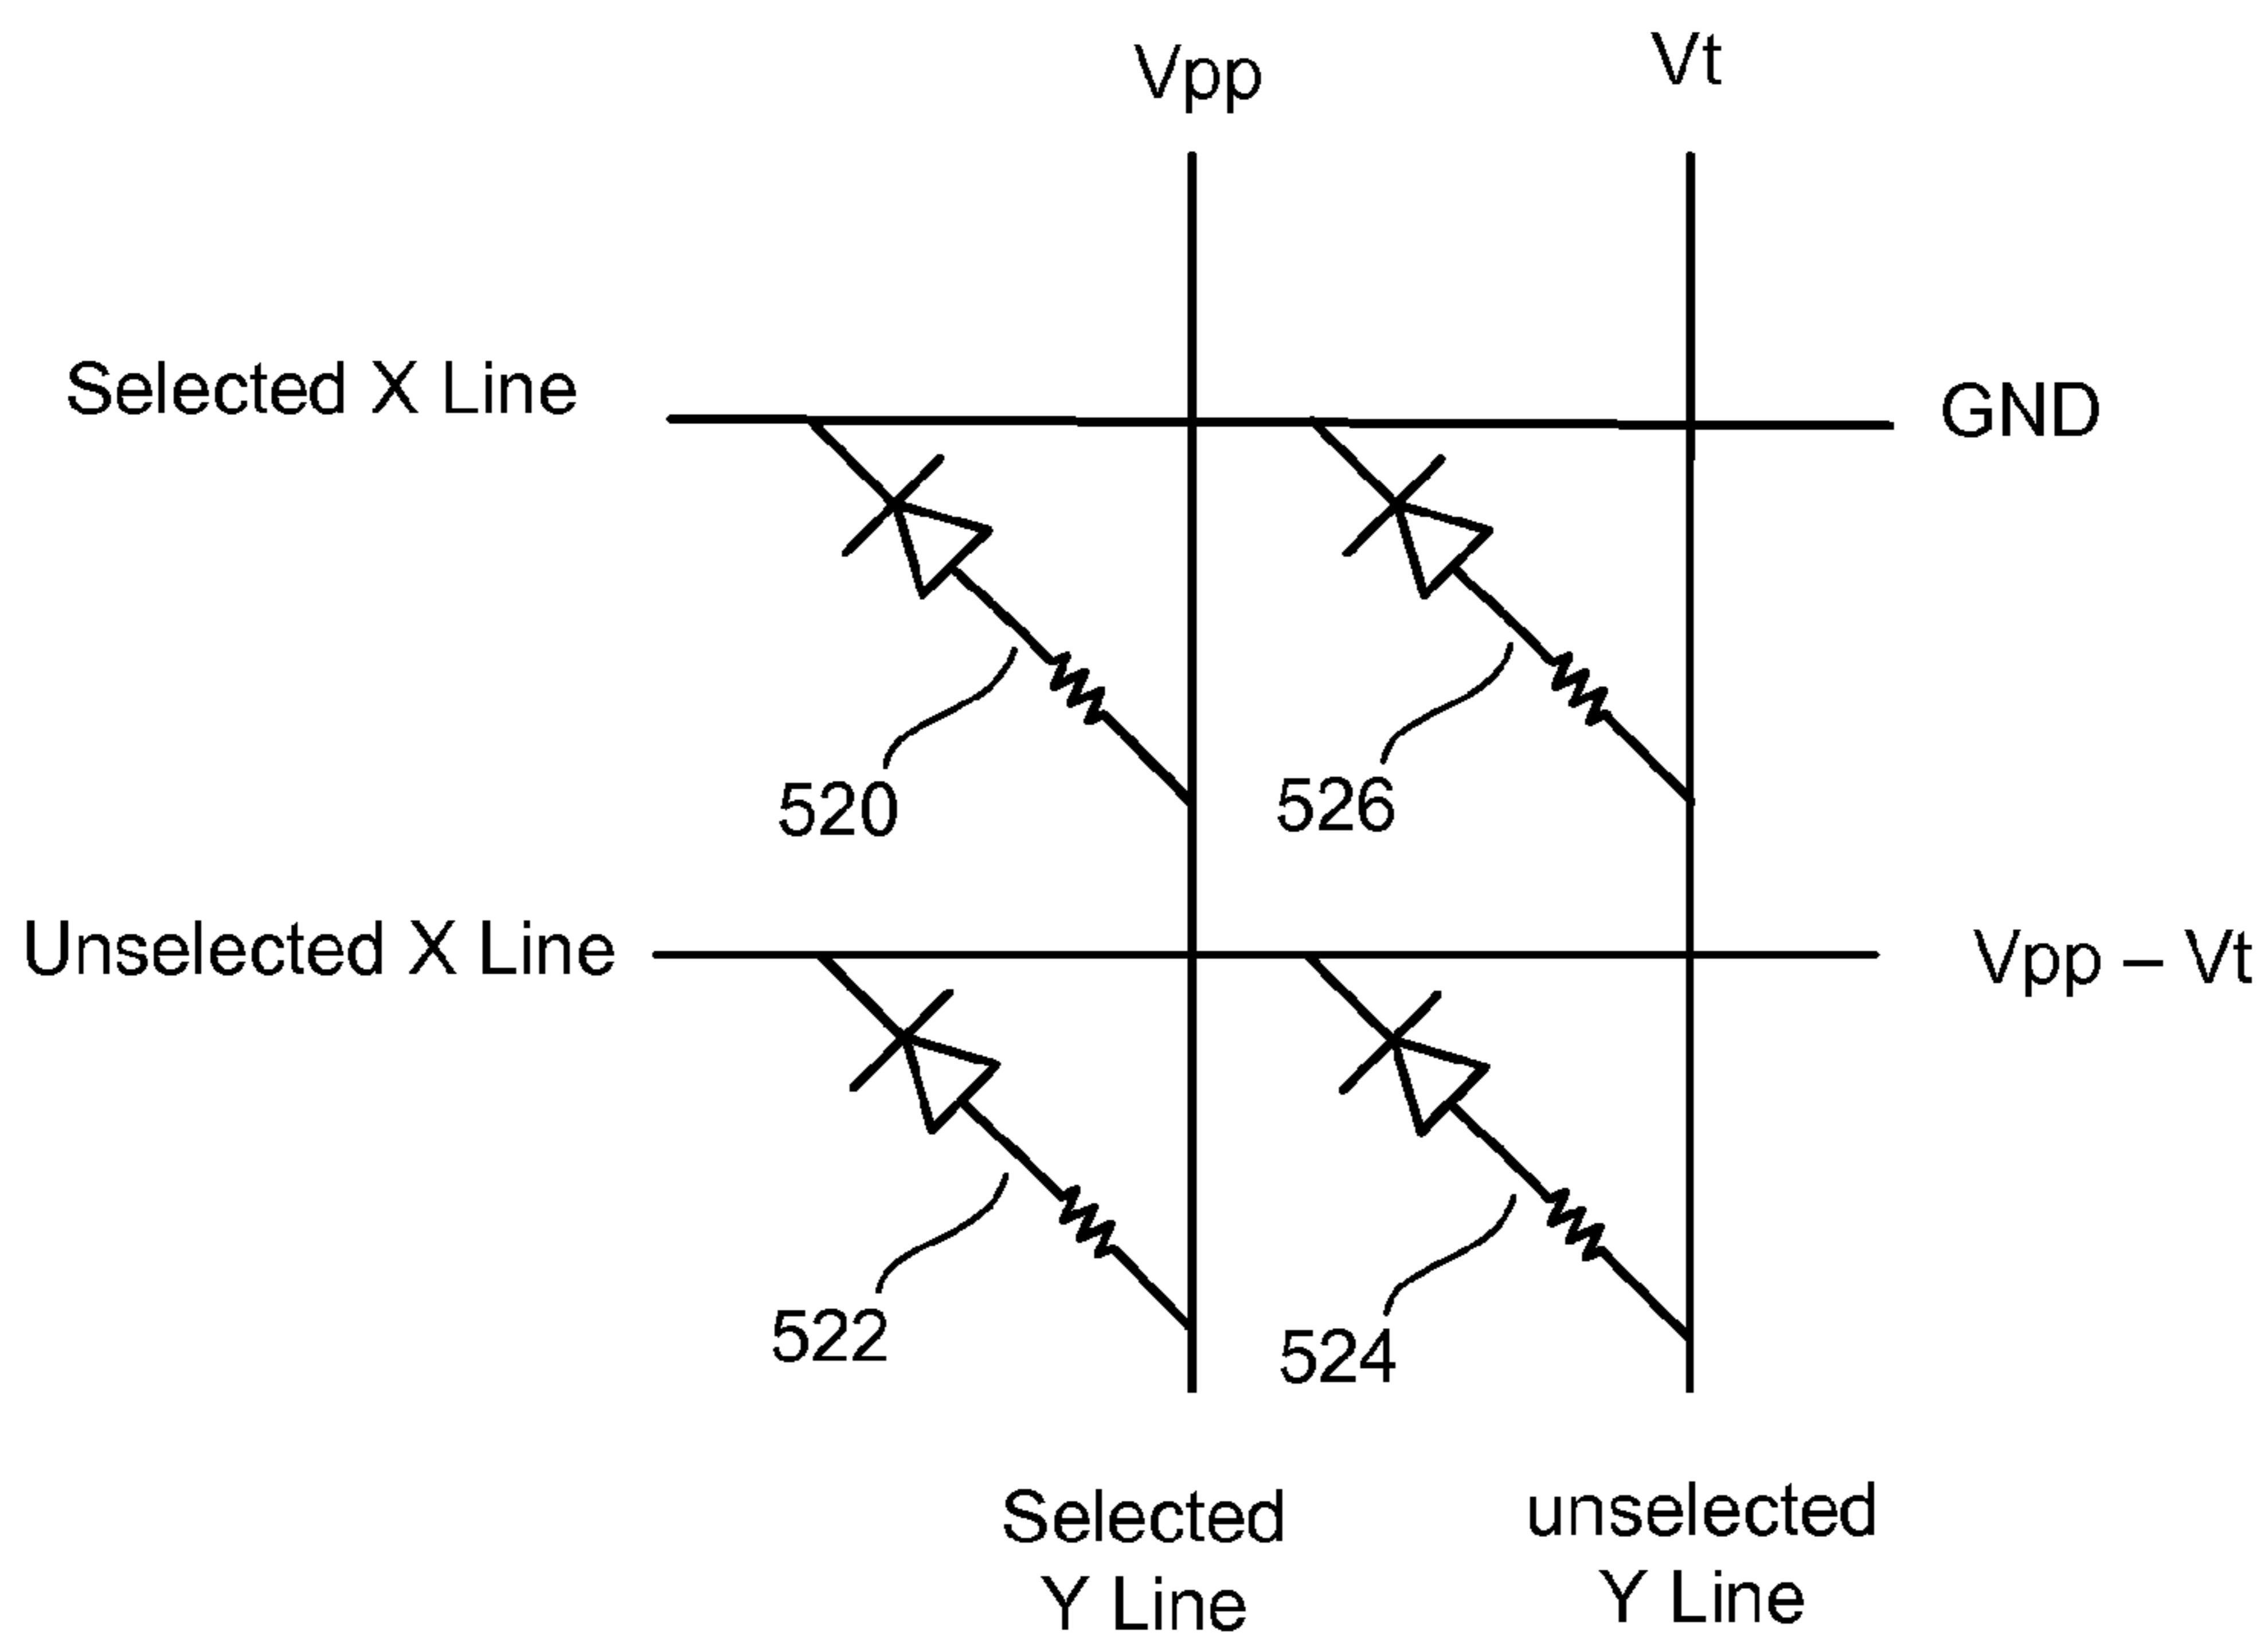 Vpp
Vt
Selected X Line
GND
520
526
Unselected X Line
Vpp – Vt
522
524
Selected
Y Line
unselected
Y Line